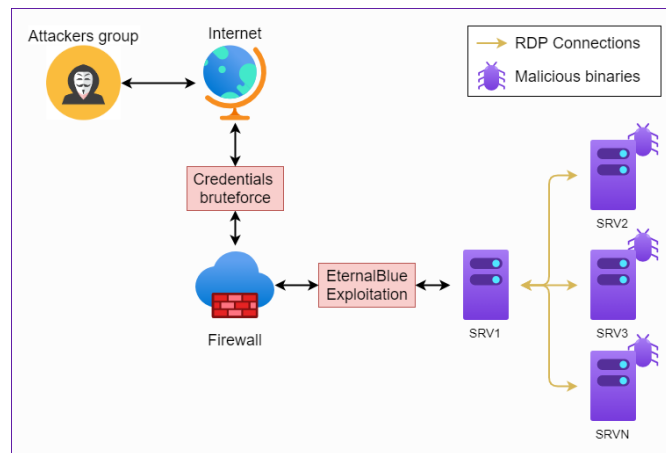 Attackers group
Internet
RDP Connections
Malicious binaries
Credentials
bruteforce
EternalBlue
Exploitation
Firewall
SRV1
SRV2
SRV3
SRVN